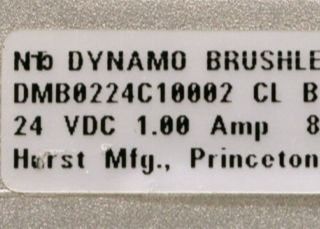 DYNAMO BRUSHLE
DMB0224C10002 CL B
24 VDC 1.00 Amp 8
Hurst Mfg., Princeton